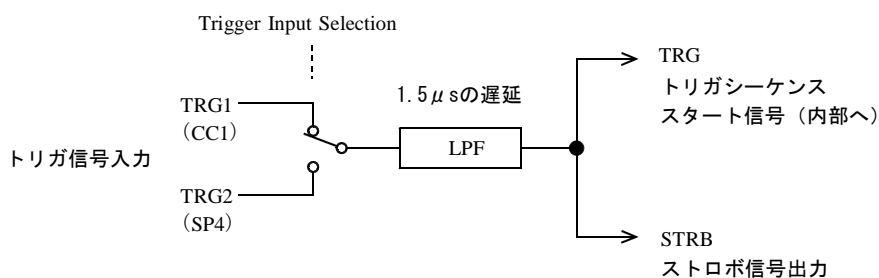 Trigger Input Selection
TRG1
（CC1）
トリガ信号入力
TRG2
（SP4）
1.5μsの遅延
LPF
TRG
トリガシーケンス
スタート信号（内部へ）
STRB
ストロボ信号出力